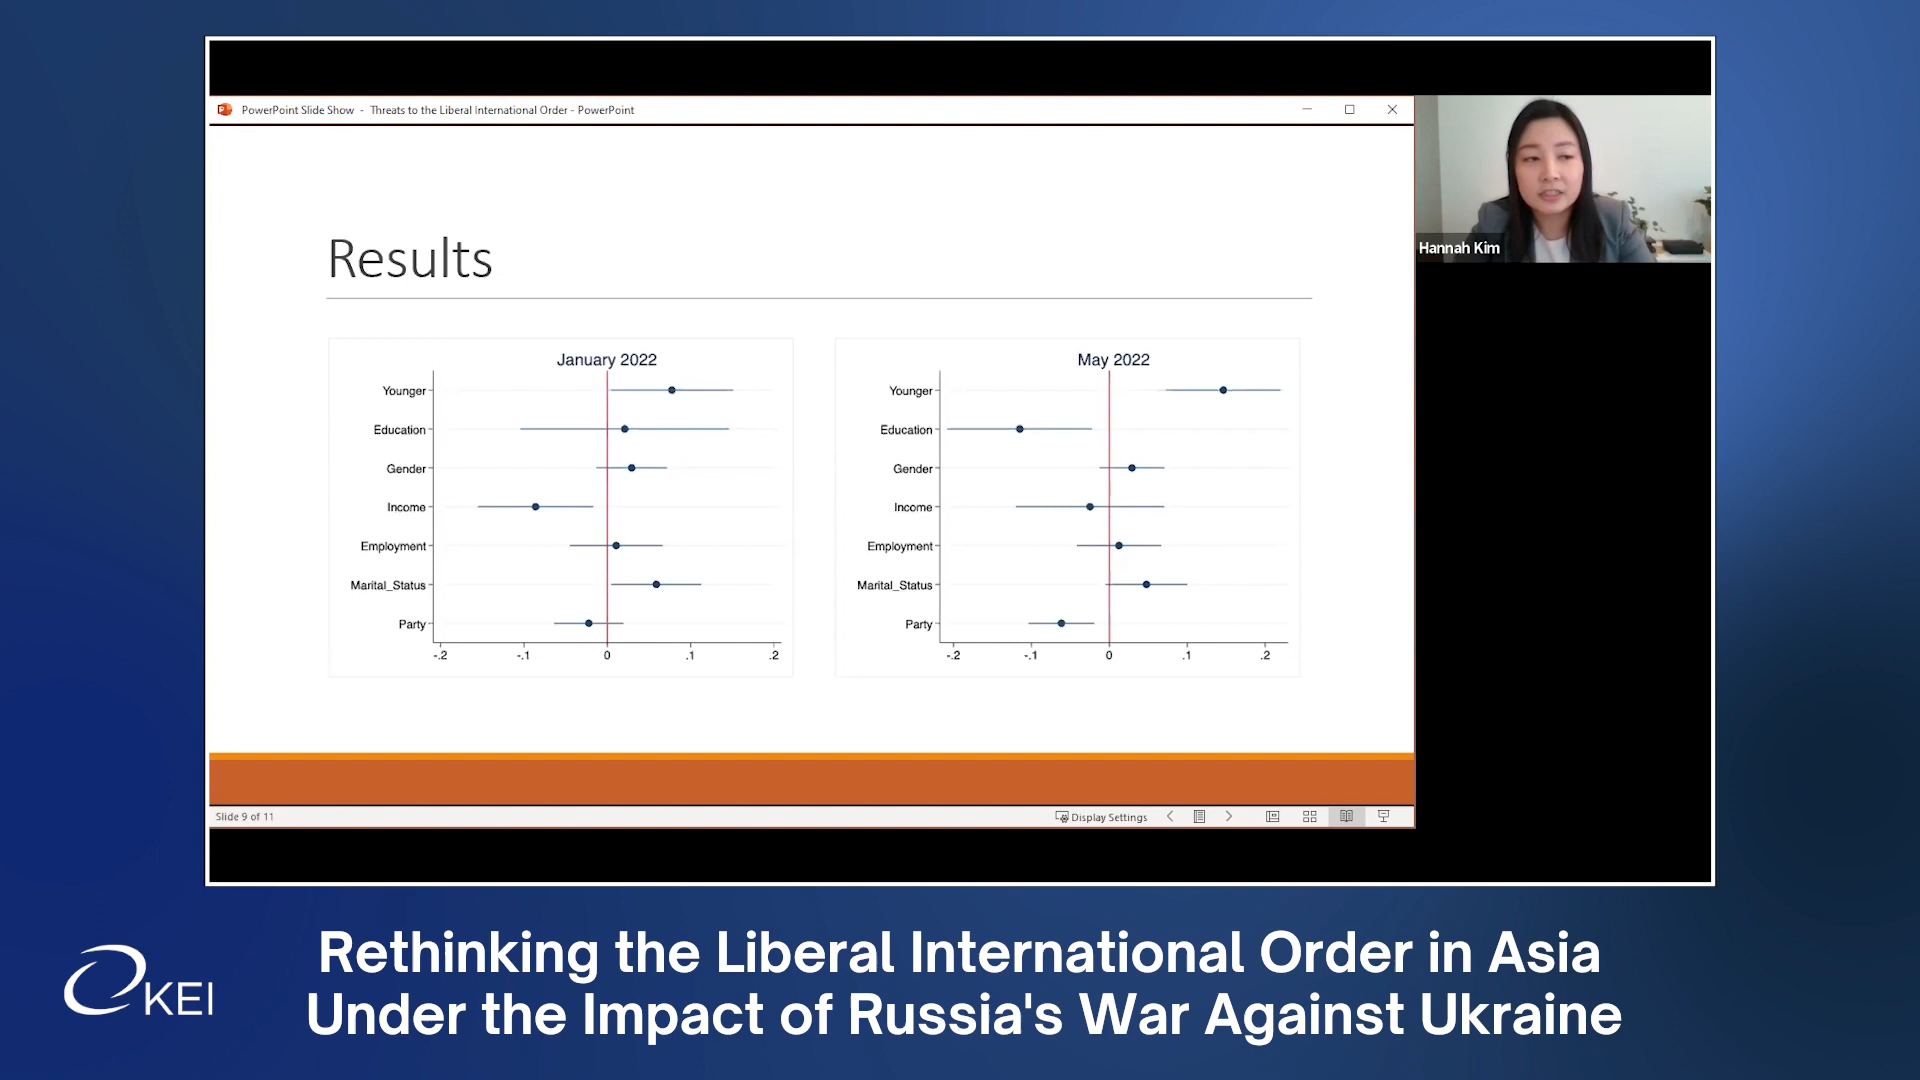 PowerPoint Slide Show - Threats to the Liberal International Order - PowerPoint
Hannah Kim
Results
January 2022
Younger
Education
Gender
Income
Employment
Marital_Status
Party
-.2 -.1 0 .1 .2
May 2022
Younger
Education
Gender
Income
Employment
Marital_Status
Party
-.2 -.1 0 .1 .2
Slide 9 of 11
Display Settings
KEI
Rethinking the Liberal International Order in Asia
Under the Impact of Russia's War Against Ukraine